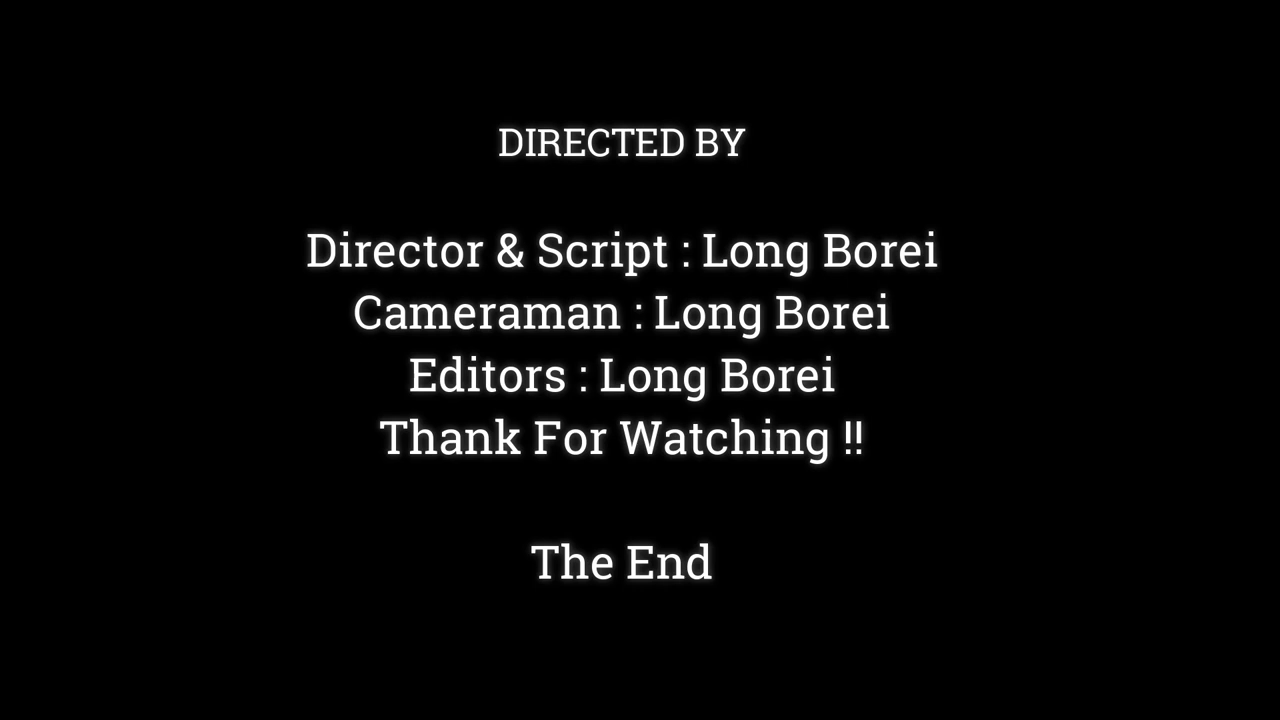 DIRECTED BY
Director & Script : Long Borei
Cameraman : Long Borei
Editors : Long Borei
Thank For Watching !!
The End